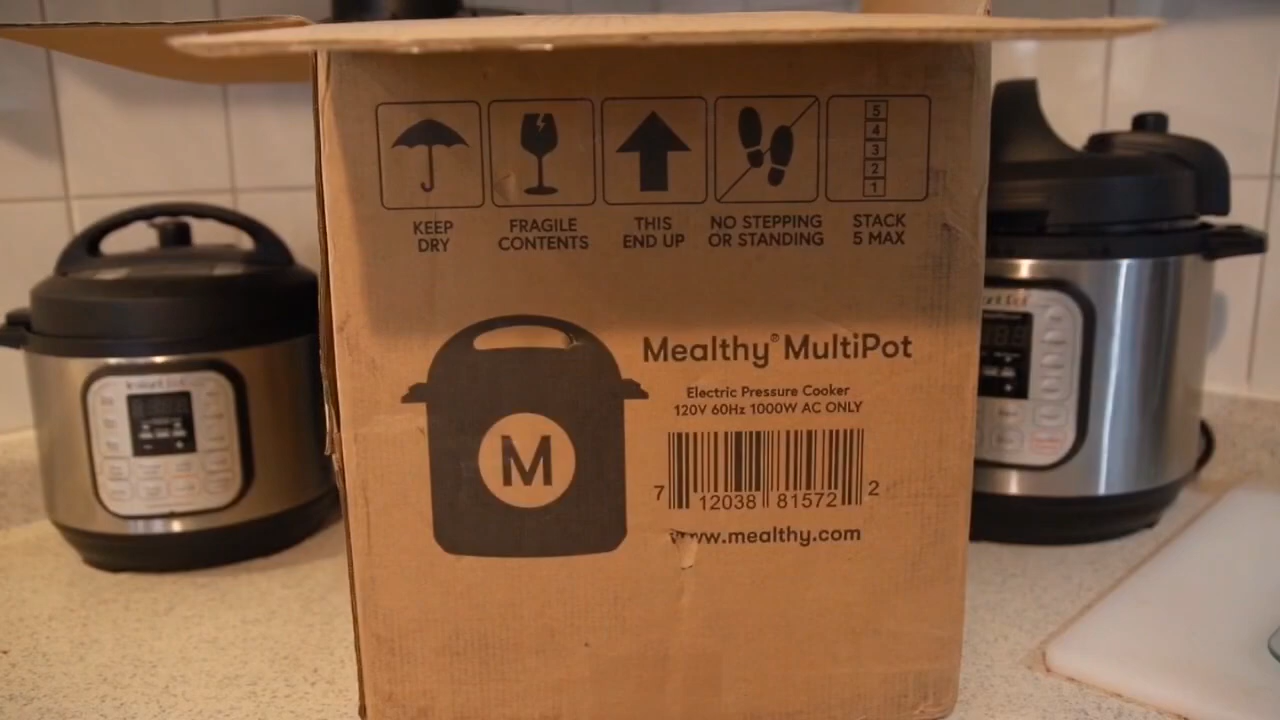 5
4
3
2
1
KEEP
DRY
FRAGILE
CONTENTS
THIS
END UP
NO STEPPING
OR STANDING
STACK
5 MAX
Mealthy® MultiPot
Electric Pressure Cooker
120V 60Hz 1000W AC ONLY
M
7 12038 81572 2
www.mealthy.com